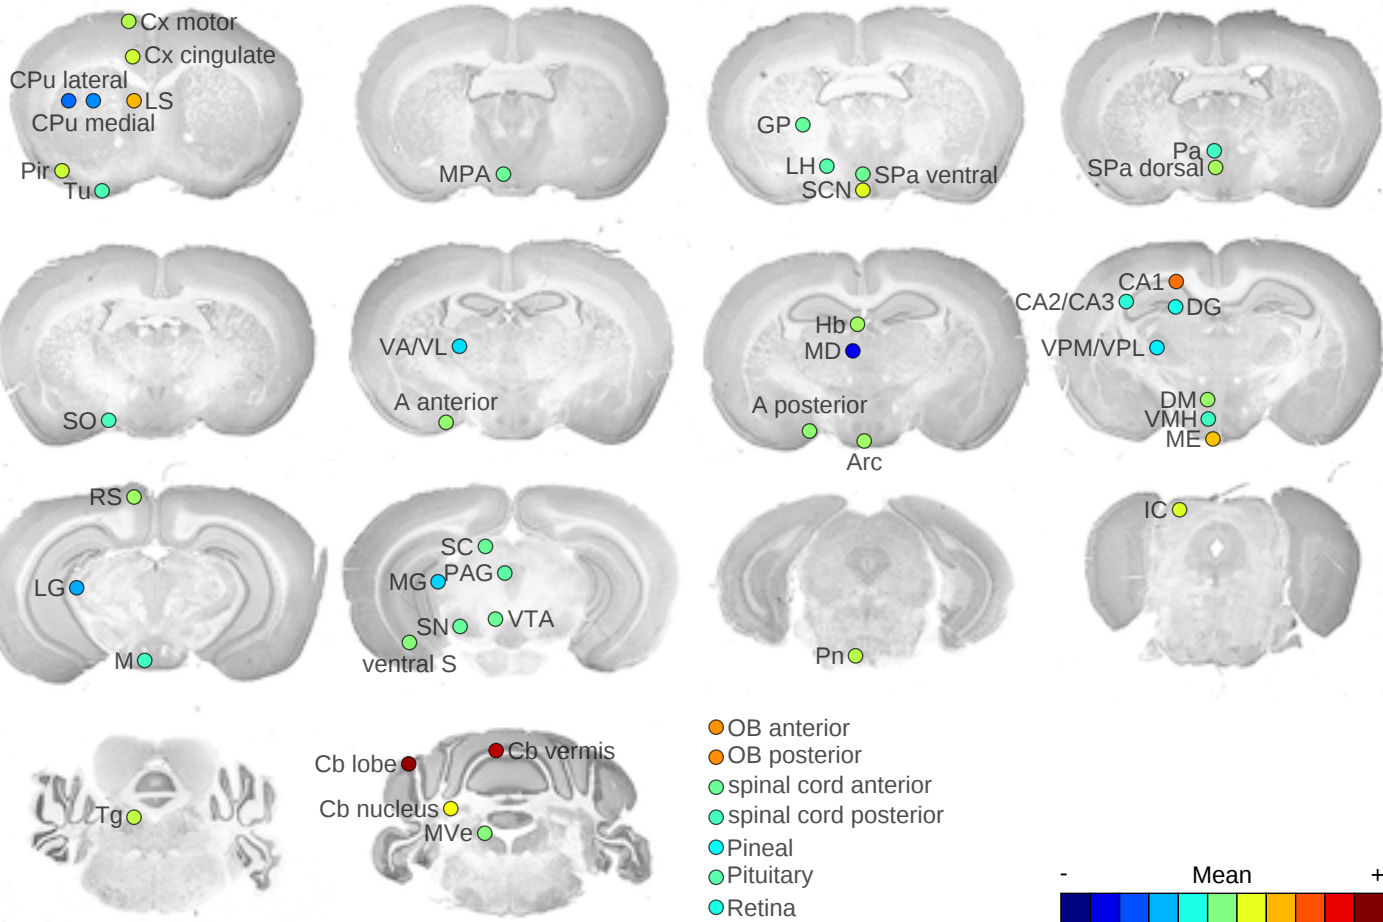 Cx motor
Cx cingulate
CPu lateral
LS
CPu medial
Pir
Tu
MPA
GP
LH
SPa ventral
SCN
Pa
SPa dorsal
SO
VA/VL
A anterior
Hb
MD
A posterior
Arc
CA1
CA2/CA3
DG
VPM/VPL
DM
VMH
ME
RS
LG
M
SC
PAG
MG
VTA
SN
ventral S
Pn
IC
Tg
Cb lobe
Cb vermis
Cb nucleus
MVe
OB anterior
OB posterior
spinal cord anterior
spinal cord posterior
Pineal
Pituitary
Retina
- Mean +